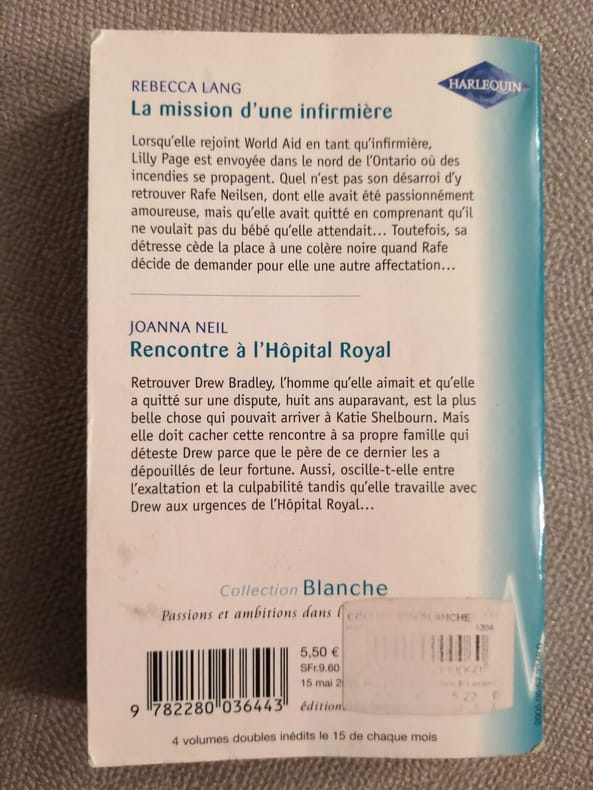 HARLEQUIN
REBECCA LANG
La mission d'une infirmière
Lorsqu'elle rejoint World Aid en tant qu'infirmière,
Lilly Page est envoyée dans le nord de l'Ontario où des
incendies se propagent. Quel n'est pas son désarroi d'y
retrouver Rafe Neilsen, dont elle avait été passionnément
amoureuse, mais qu'elle avait quitté en comprenant qu'il
ne voulait pas du bébé qu'elle attendait... Toutefois, sa
détresse cède la place à une colère noire quand Rafe
décide de demander pour elle une autre affectation...
JOANNA NEIL
Rencontre à l'Hôpital Royal
Retrouver Drew Bradley, l'homme qu'elle aimait et qu'elle
a quitté sur une dispute, huit ans auparavant, est la plus
belle chose qui pouvait arriver à Katie Shelbourn. Mais
elle doit cacher cette rencontre à sa propre famille qui
déteste Drew parce que le père de ce dernier les a
dépouillés de leur fortune. Aussi, oscille-t-elle entre
l'exaltation et la culpabilité tandis qu'elle travaille avec
Drew aux urgences de l'Hôpital Royal...
Collection Blanche
Passions et ambitions dans l
BLANCHE
1304
5,50 €
SFr.9.60
15 mai 2
édition
9 782280 036443
4 volumes doubles inédits le 15 de chaque mois